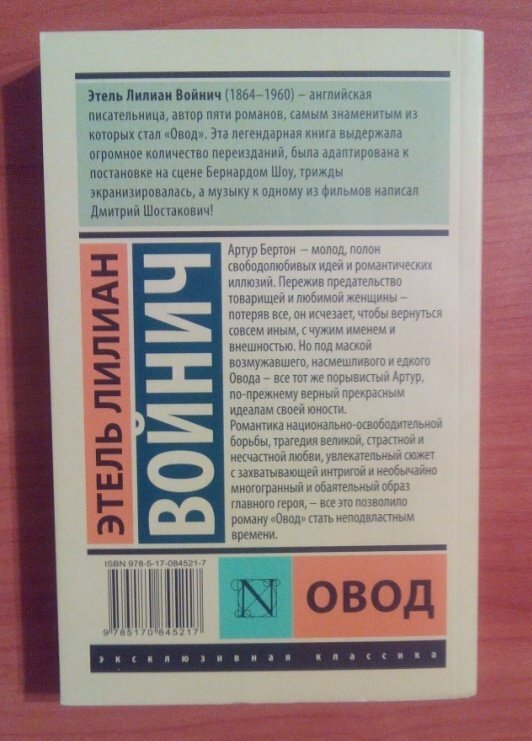 Этель Лилиан Войнич (1864–1960) – английская
писательница, автор пяти романов, самым знаменитым из
которых стал «Овод». Эта легендарная книга выдержала
огромное количество переизданий, была адаптирована к
постановке на сцене Бернардом Шоу, трижды
экранизировалась, а музыку к одному из фильмов написал
Дмитрий Шостакович!
ЭТЕЛЬ ЛИЛИАН
ВОЙНИЧ
Артур Бертон – молод, полон
свободолюбивых идей и романтических
иллюзий. Пережив предательство
товарищей и любимой женщины –
потеряв все, он исчезает, чтобы вернуться
совсем иным, с чужим именем и
внешностью. Но под маской
возмужавшего, насмешливого и едкого
Овода – все тот же порывистый Артур,
по-прежнему верный прекрасным
идеалам своей юности.
Романтика национально-освободительной
борьбы, трагедия великой, страстной и
несчастной любви, увлекательный сюжет
с захватывающей интригой и необычайно
многогранный и обаятельный образ
главного героя, – все это позволило
роману «Овод» стать неподвластным
времени.
ISBN 978-5-17-084521-7
9 785170 845217
N
ОВОД
эксклюзивная классика